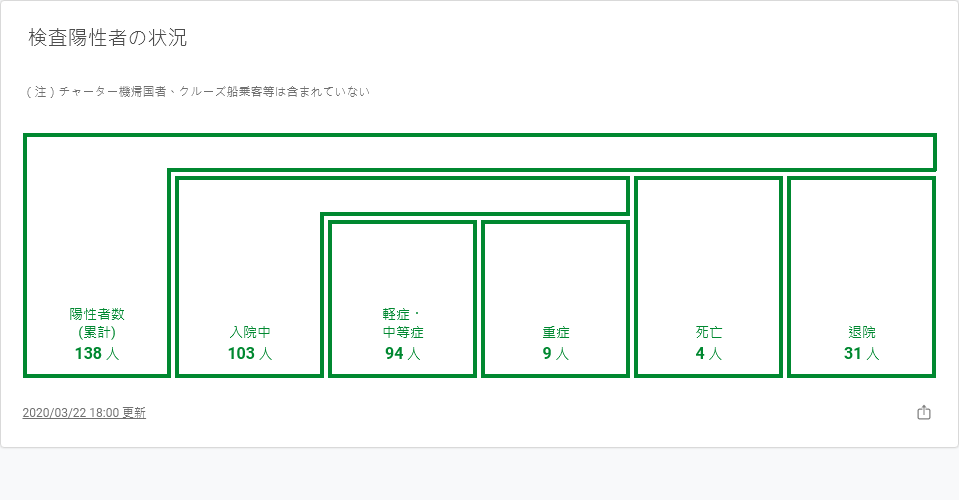 検査陽性者の状況
(注)チャーター機帰国者、クルーズ船乗客等は含まれていない
陽性者数
(累計)
138 人
入院中
103 人
軽症・
中等症
94 人
重症
9 人
死亡
4 人
退院
31 人
2020/03/22 18:00 更新